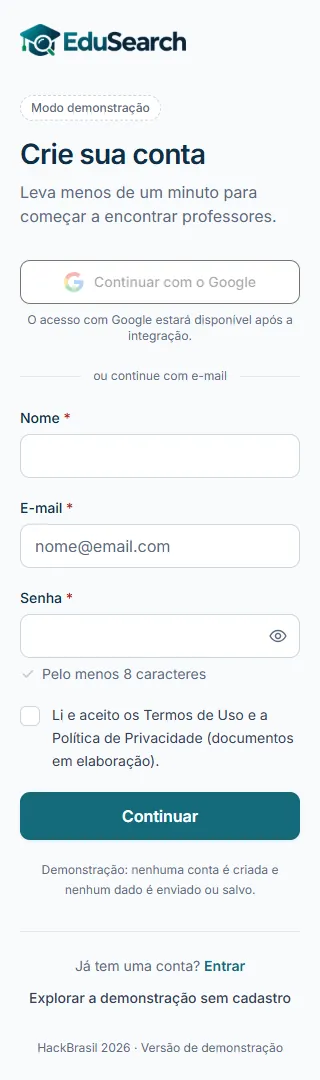 EduSearch
Modo demonstração
Crie sua conta
Leva menos de um minuto para
começar a encontrar professores.
Continuar com o Google
O acesso com Google estará disponível após a
integração.
ou continue com e-mail
Nome *
E-mail *
nome@email.com
Senha *
Pelo menos 8 caracteres
Li e aceito os Termos de Uso e a
Política de Privacidade (documentos
em elaboração).
Continuar
Demonstração: nenhuma conta é criada e
nenhum dado é enviado ou salvo.
Já tem uma conta? Entrar
Explorar a demonstração sem cadastro
HackBrasil 2026 · Versão de demonstração